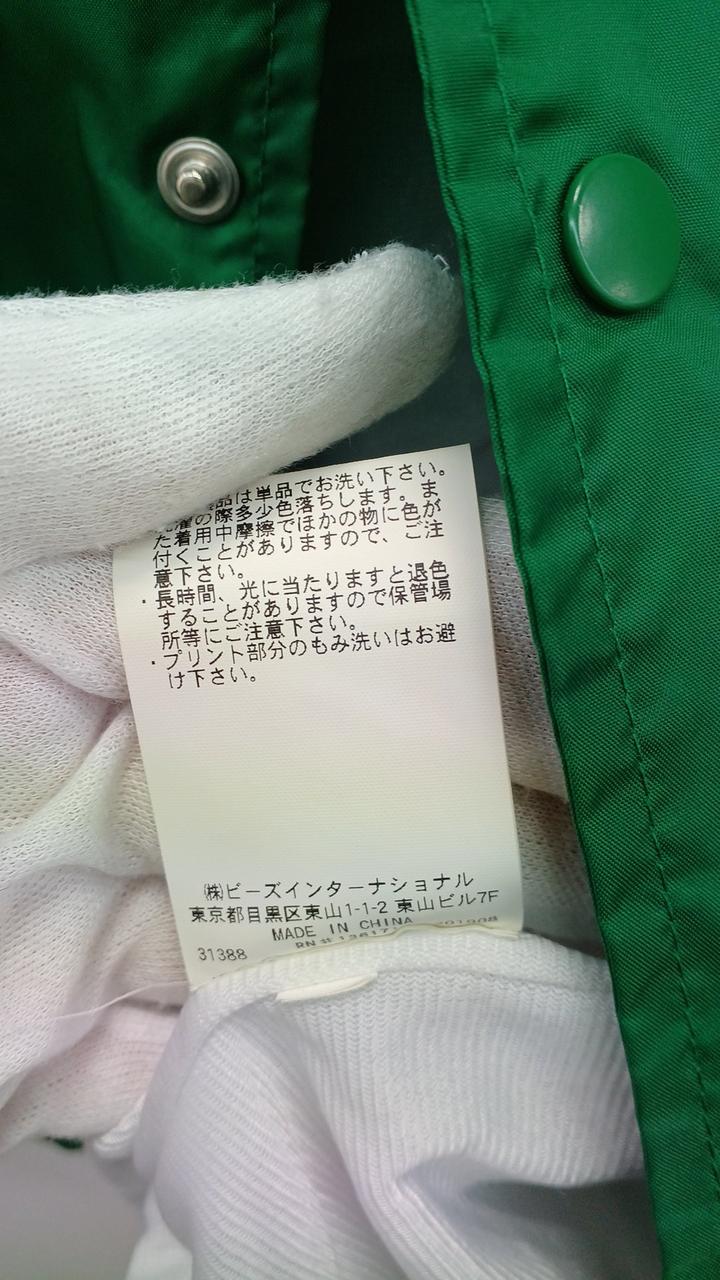 品は単品でお洗い下さい。
洗濯の際多少色落ちします。ま
た着用中摩擦でほかの物に色が
付くことがありますので、ご注
意下さい。
・長時間、光に当たりますと退色
することがありますので保管場
所等にご注意下さい。
・プリント部分のもみ洗いはお避
け下さい。
㈱ビーズインターナショナル
東京都目黒区東山1-1-2 東山ビル7F
MADE IN CHINA
RN#
31388